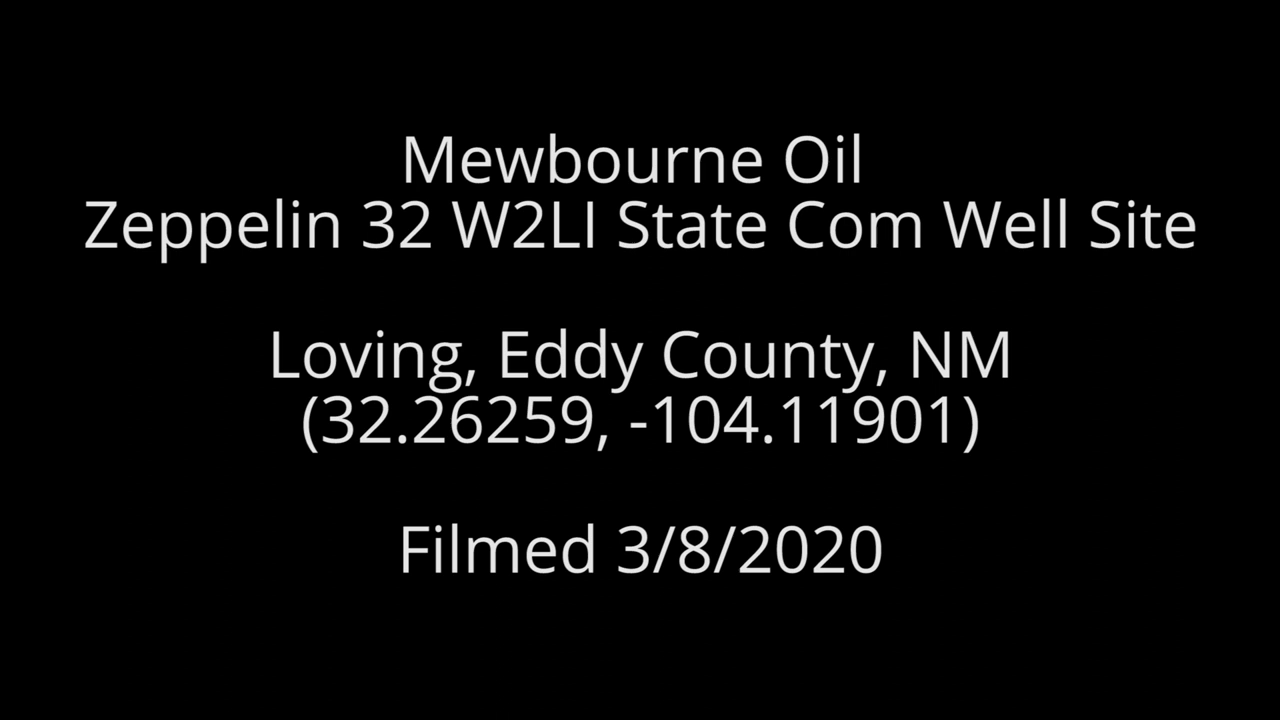 Mewbourne Oil
Zeppelin 32 W2LI State Com Well Site
Loving, Eddy County, NM
(32.26259, -104.11901)
Filmed 3/8/2020